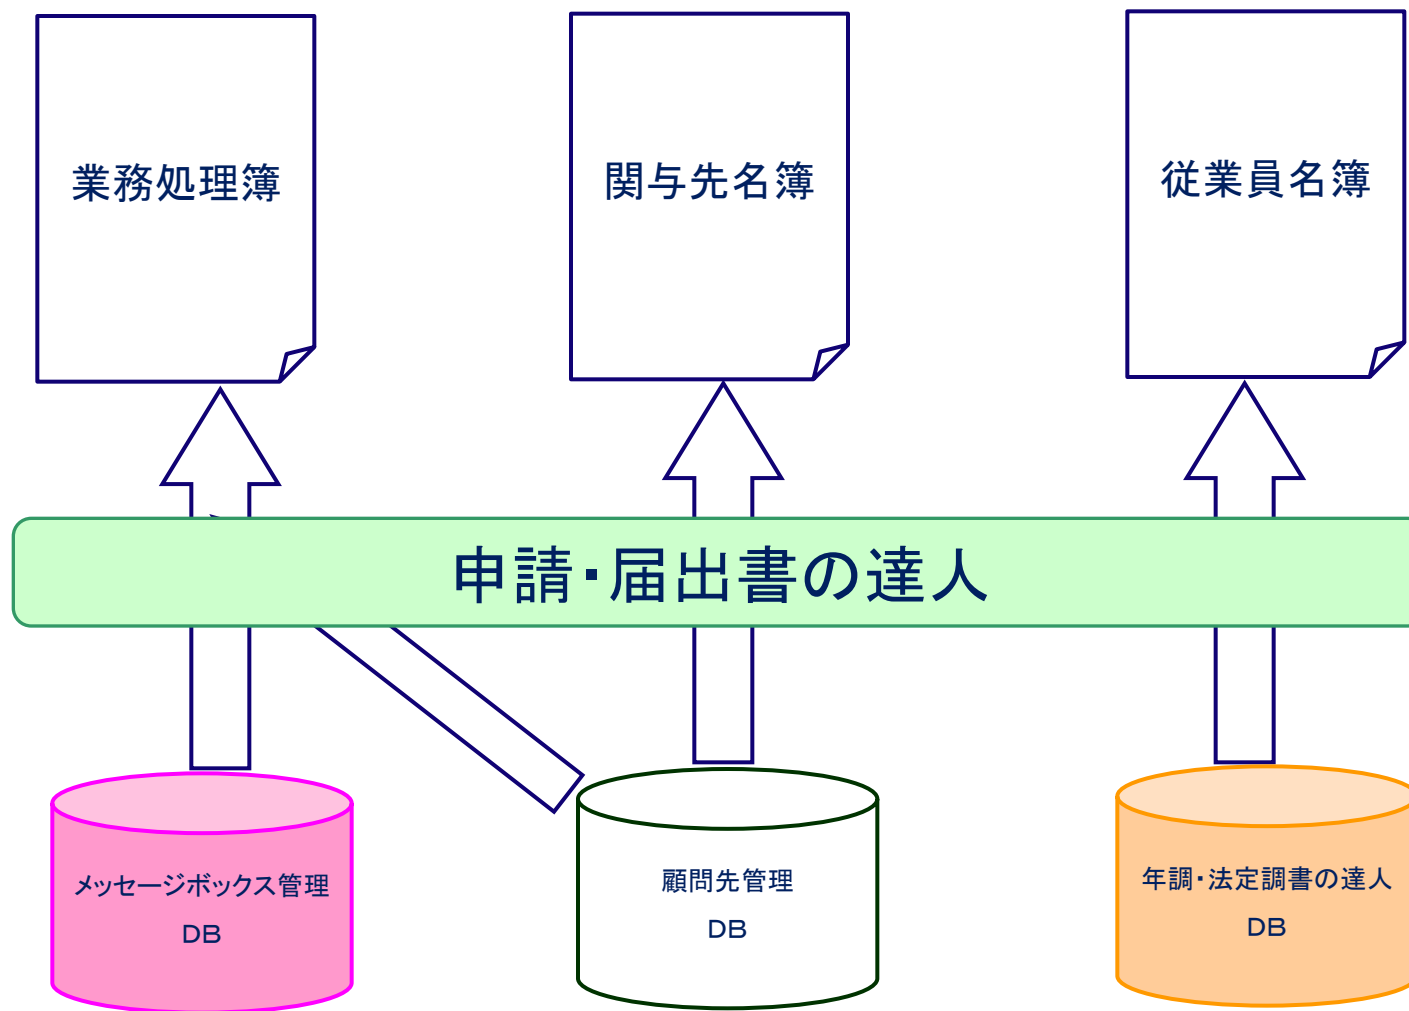 業務処理簿
関与先名簿
従業員名簿
申請・届出書の達人
メッセージボックス管理
ＤＢ
顧問先管理
ＤＢ
年調・法定調書の達人
ＤＢ